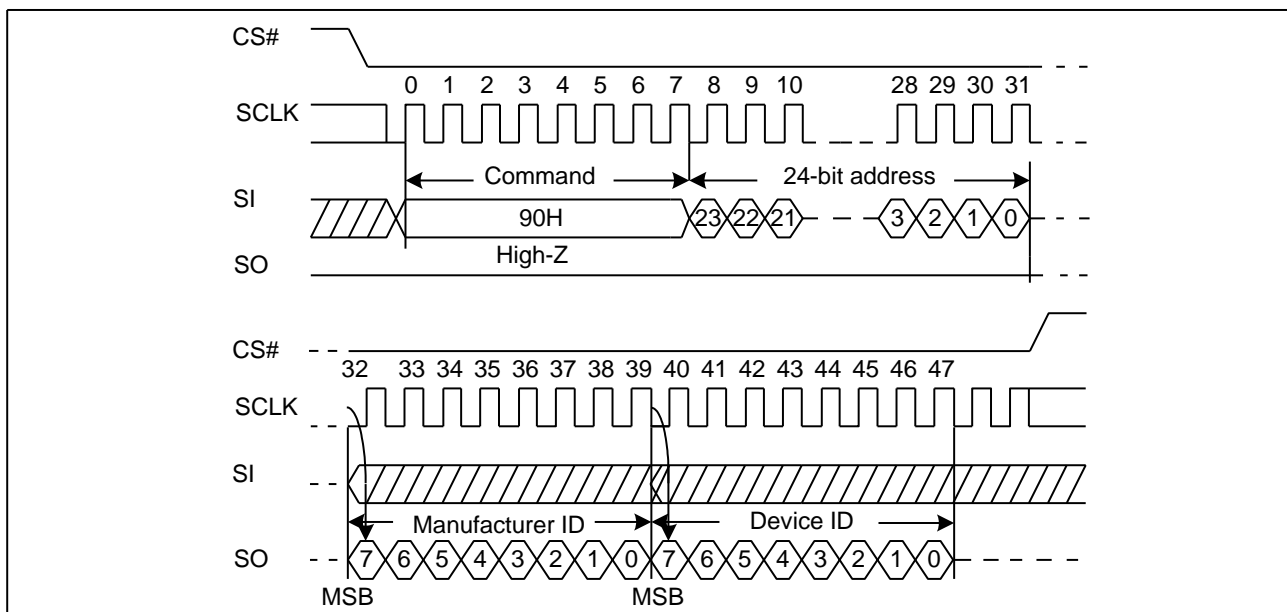 CS#
0 1 2 3 4 5 6 7 8 9 10 28 29 30 31
SCLK
Command 24-bit address
SI
90H 23 22 21 3 2 1 0
High-Z
SO
CS#
32 33 34 35 36 37 38 39 40 41 42 43 44 45 46 47
SCLK
SI
Manufacturer ID Device ID
SO 7 6 5 4 3 2 1 0 7 6 5 4 3 2 1 0
MSB MSB